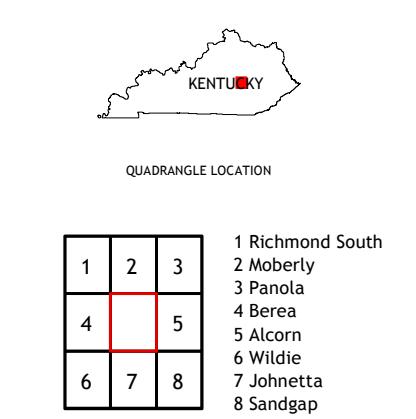 KENTUCKY
QUADRANGLE LOCATION
1 2 3
4 5
6 7 8
1 Richmond South
2 Moberly
3 Panola
4 Berea
5 Alcorn
6 Wildie
7 Johnetta
8 Sandgap